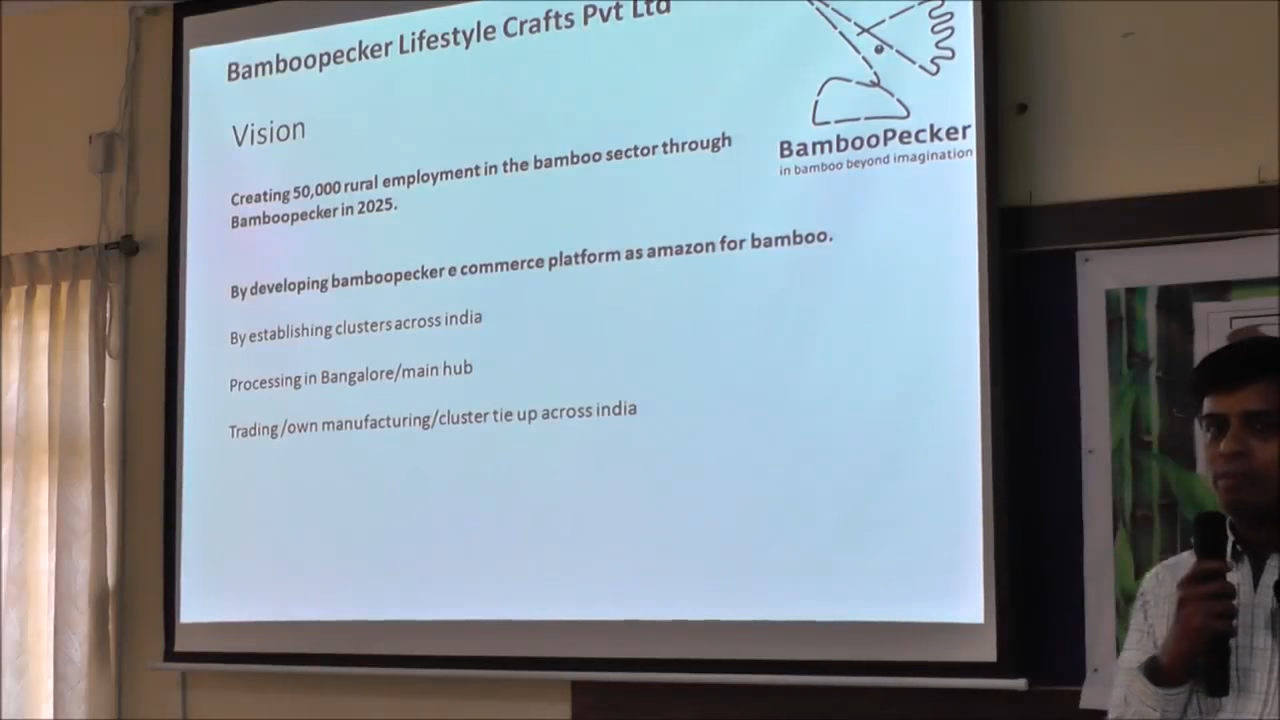 Bamboopecker Lifestyle Crafts Pvt Ltd
Vision
Creating 50,000 rural employment in the bamboo sector through
Bamboopecker in 2025.
By developing bamboopecker e commerce platform as amazon for bamboo.
By establishing clusters across india
Processing in Bangalore/main hub
Trading/own manufacturing/cluster tie up across india
BambooPecker
in bamboo beyond imagination